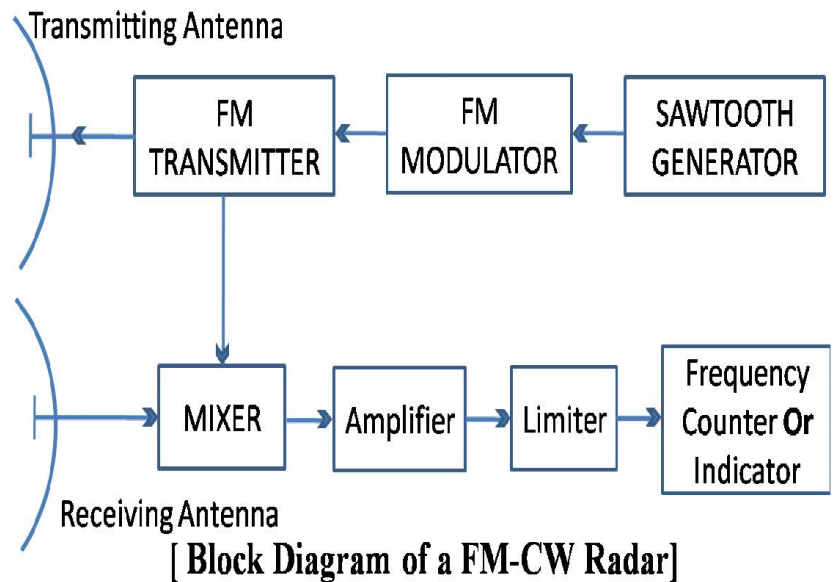 Transmitting Antenna
FM
TRANSMITTER
FM
MODULATOR
SAWTOOTH
GENERATOR
MIXER
Amplifier
Limiter
Frequency
Counter Or
Indicator
Receiving Antenna
[ Block Diagram of a FM-CW Radar]